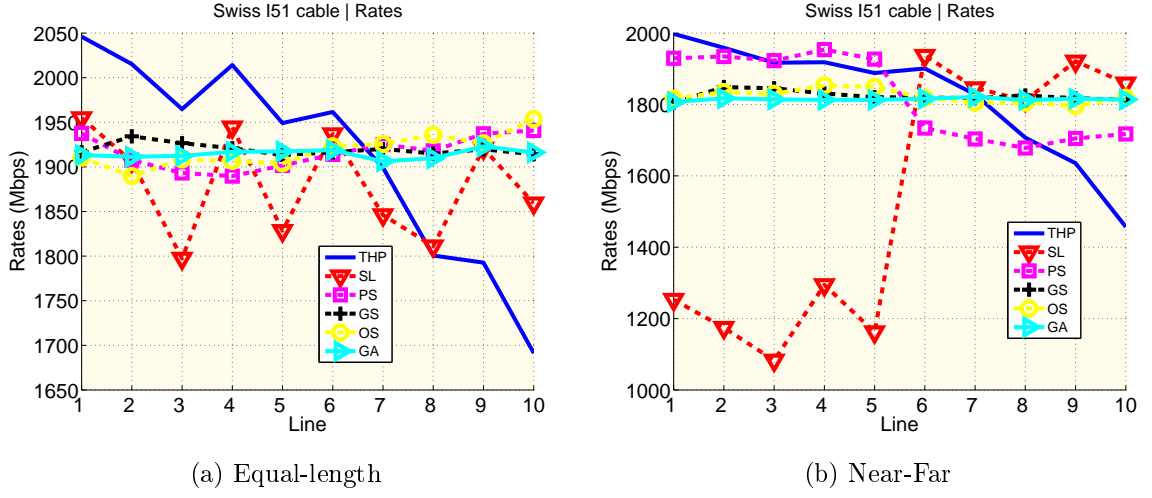 Swiss I51 cable | Rates
2050
2000
1950
1900
1850
1800
1750
1700
1650
Rates (Mbps)
1 2 3 4 5 6 7 8 9 10
Line
THP
SL
PS
GS
OS
GA
(a) Equal-length
Swiss I51 cable | Rates
2000
1800
1600
1400
1200
1000
Rates (Mbps)
1 2 3 4 5 6 7 8 9 10
Line
THP
SL
PS
GS
OS
GA
(b) Near-Far